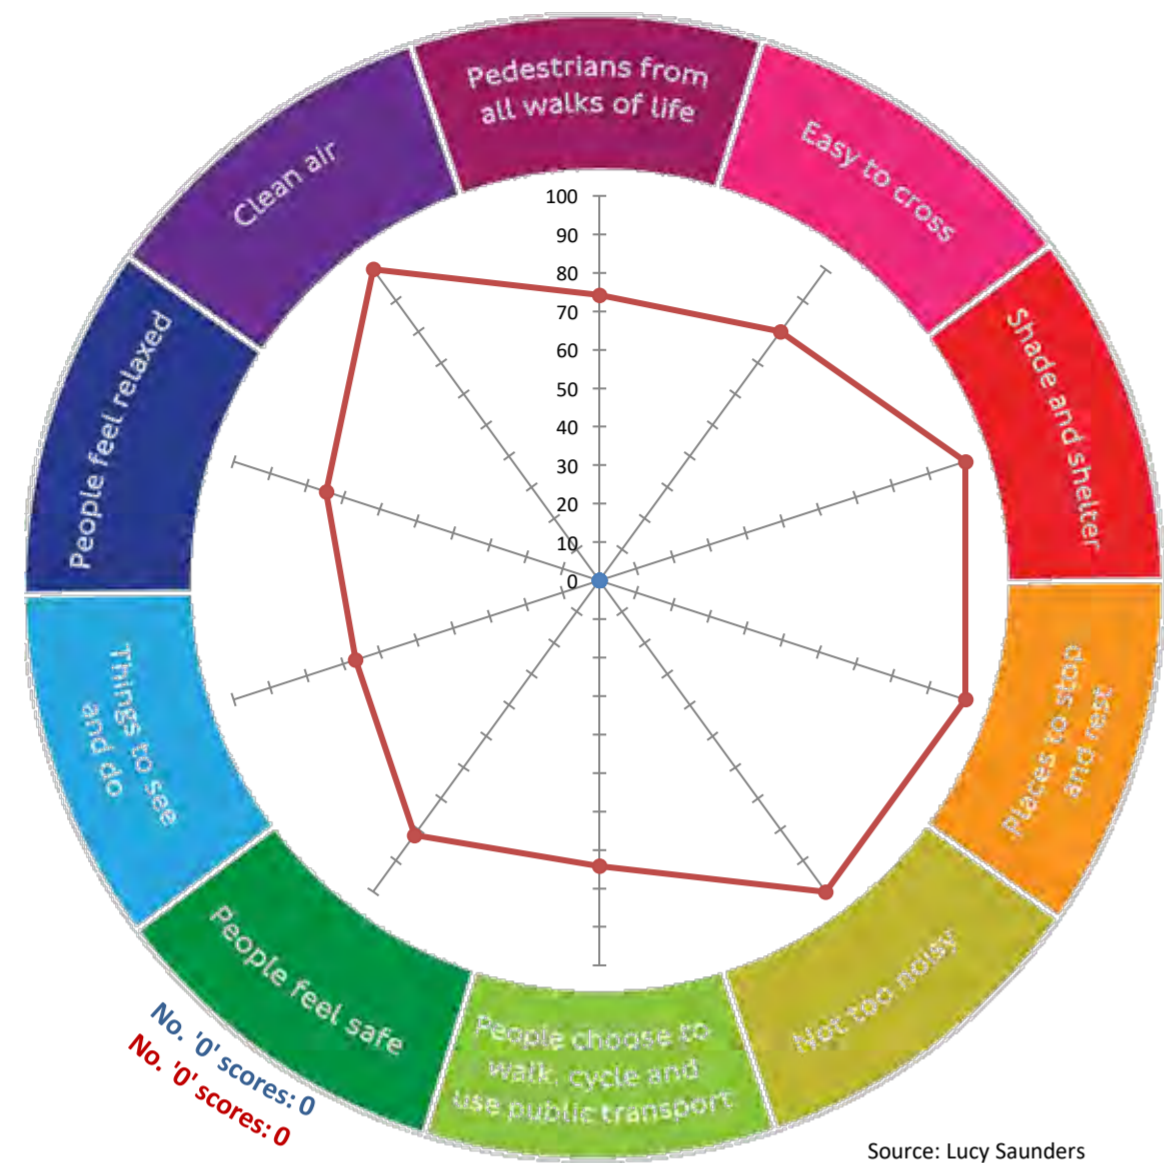 Pedestrians from
all walks of life
Easy to cross
Shade and shelter
Places to stop
and rest
Not too noisy
People choose to
walk, cycle and
use public transport
People feel safe
Things to see
and do
People feel relaxed
Clean air
100
90
80
70
60
50
40
30
20
10
0
No. '0' scores: 0
No. '0' scores: 0
Source: Lucy Saunders